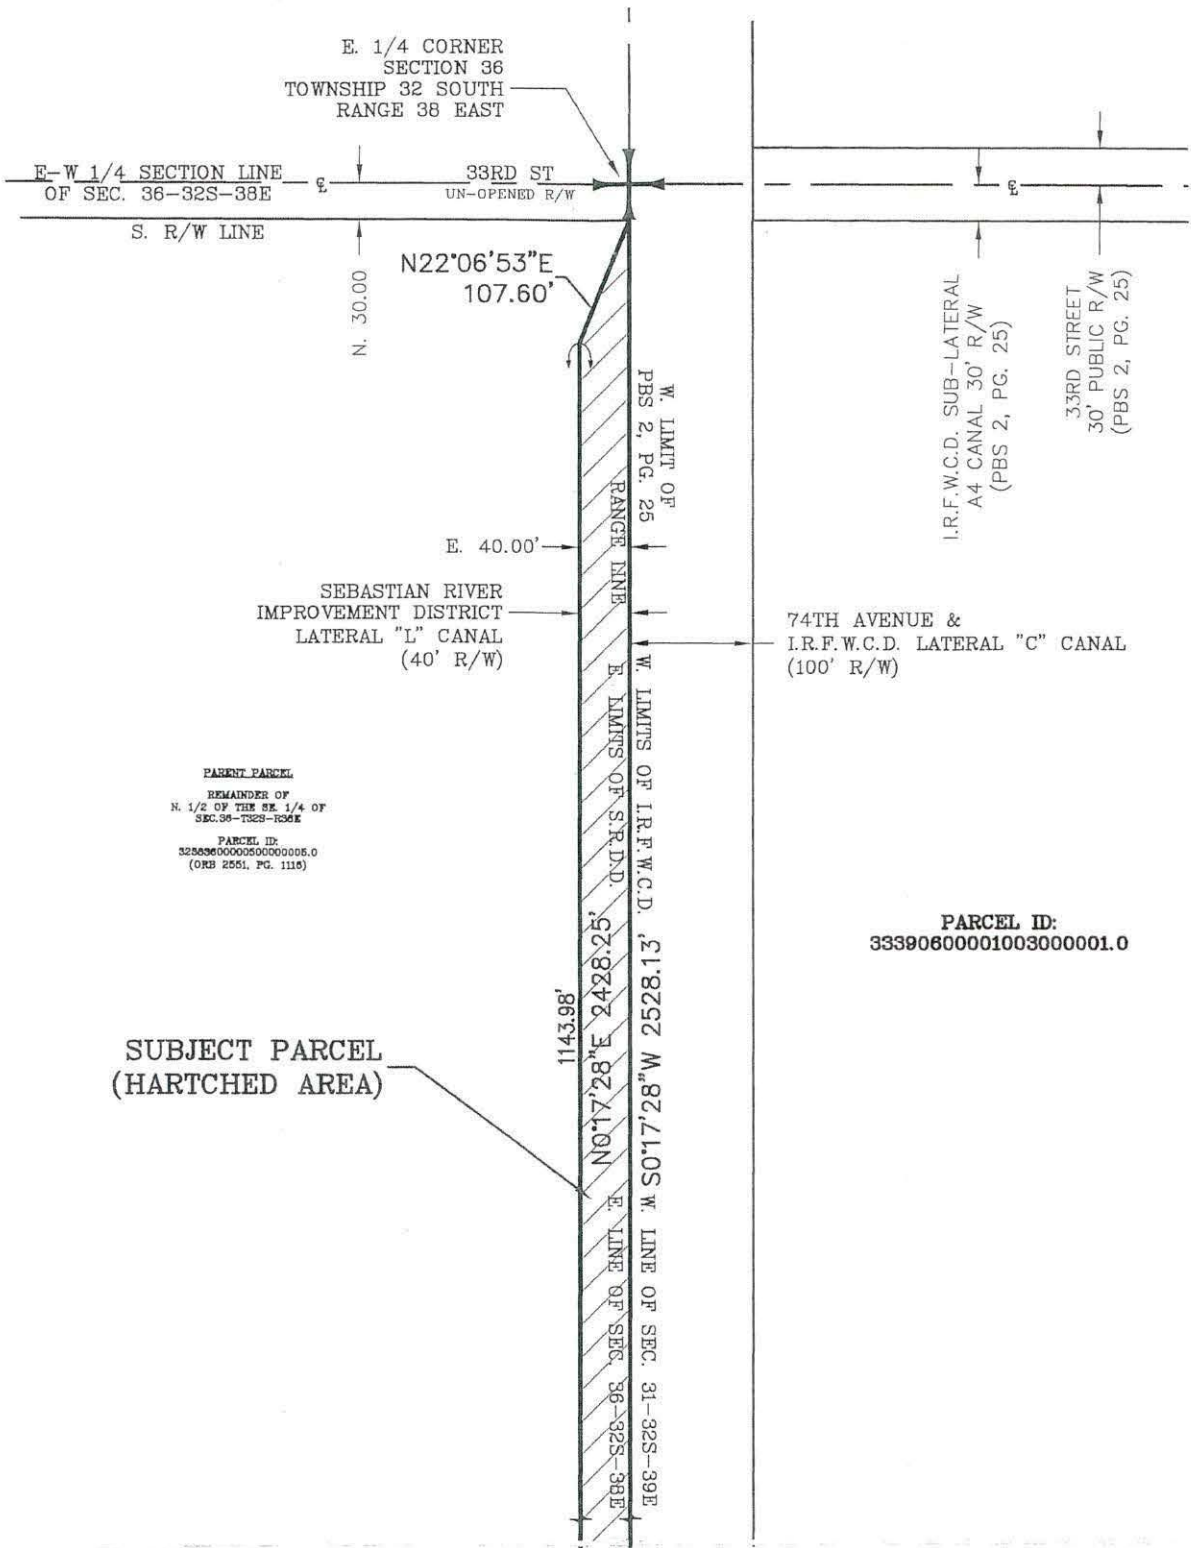 E. 1/4 CORNER
SECTION 36
TOWNSHIP 32 SOUTH
RANGE 38 EAST
E-W 1/4 SECTION LINE
OF SEC. 36-32S-38E
℄
33RD ST
UN-OPENED R/W
℄
S. R/W LINE
N. 30.00
N22°06'53"E
107.60'
W. LIMIT OF
PBS 2, PG. 25
RANGE LINE
I.R.F.W.C.D. SUB-LATERAL
A4 CANAL 30' R/W
(PBS 2, PG. 25)
33RD STREET
30' PUBLIC R/W
(PBS 2, PG. 25)
E. 40.00'
SEBASTIAN RIVER
IMPROVEMENT DISTRICT
LATERAL "L" CANAL
(40' R/W)
74TH AVENUE &
I.R.F.W.C.D. LATERAL "C" CANAL
(100' R/W)
W. LIMITS OF I.R.F.W.C.D.
E. LIMITS OF S.R.D.D.
PARENT PARCEL
REMAINDER OF
N. 1/2 OF THE SE. 1/4 OF
PARCEL ID:
(ORB 2551, PG. 1118)
PARCEL ID:
33390600001003000001.0
1143.98'
N0°17'28"E 2428.25'
S0°17'28"W 2528.13'
SUBJECT PARCEL
(HARTCHED AREA)
W. LINE OF SEC. 31-32S-39E
E. LINE OF SEC. 36-32S-38E